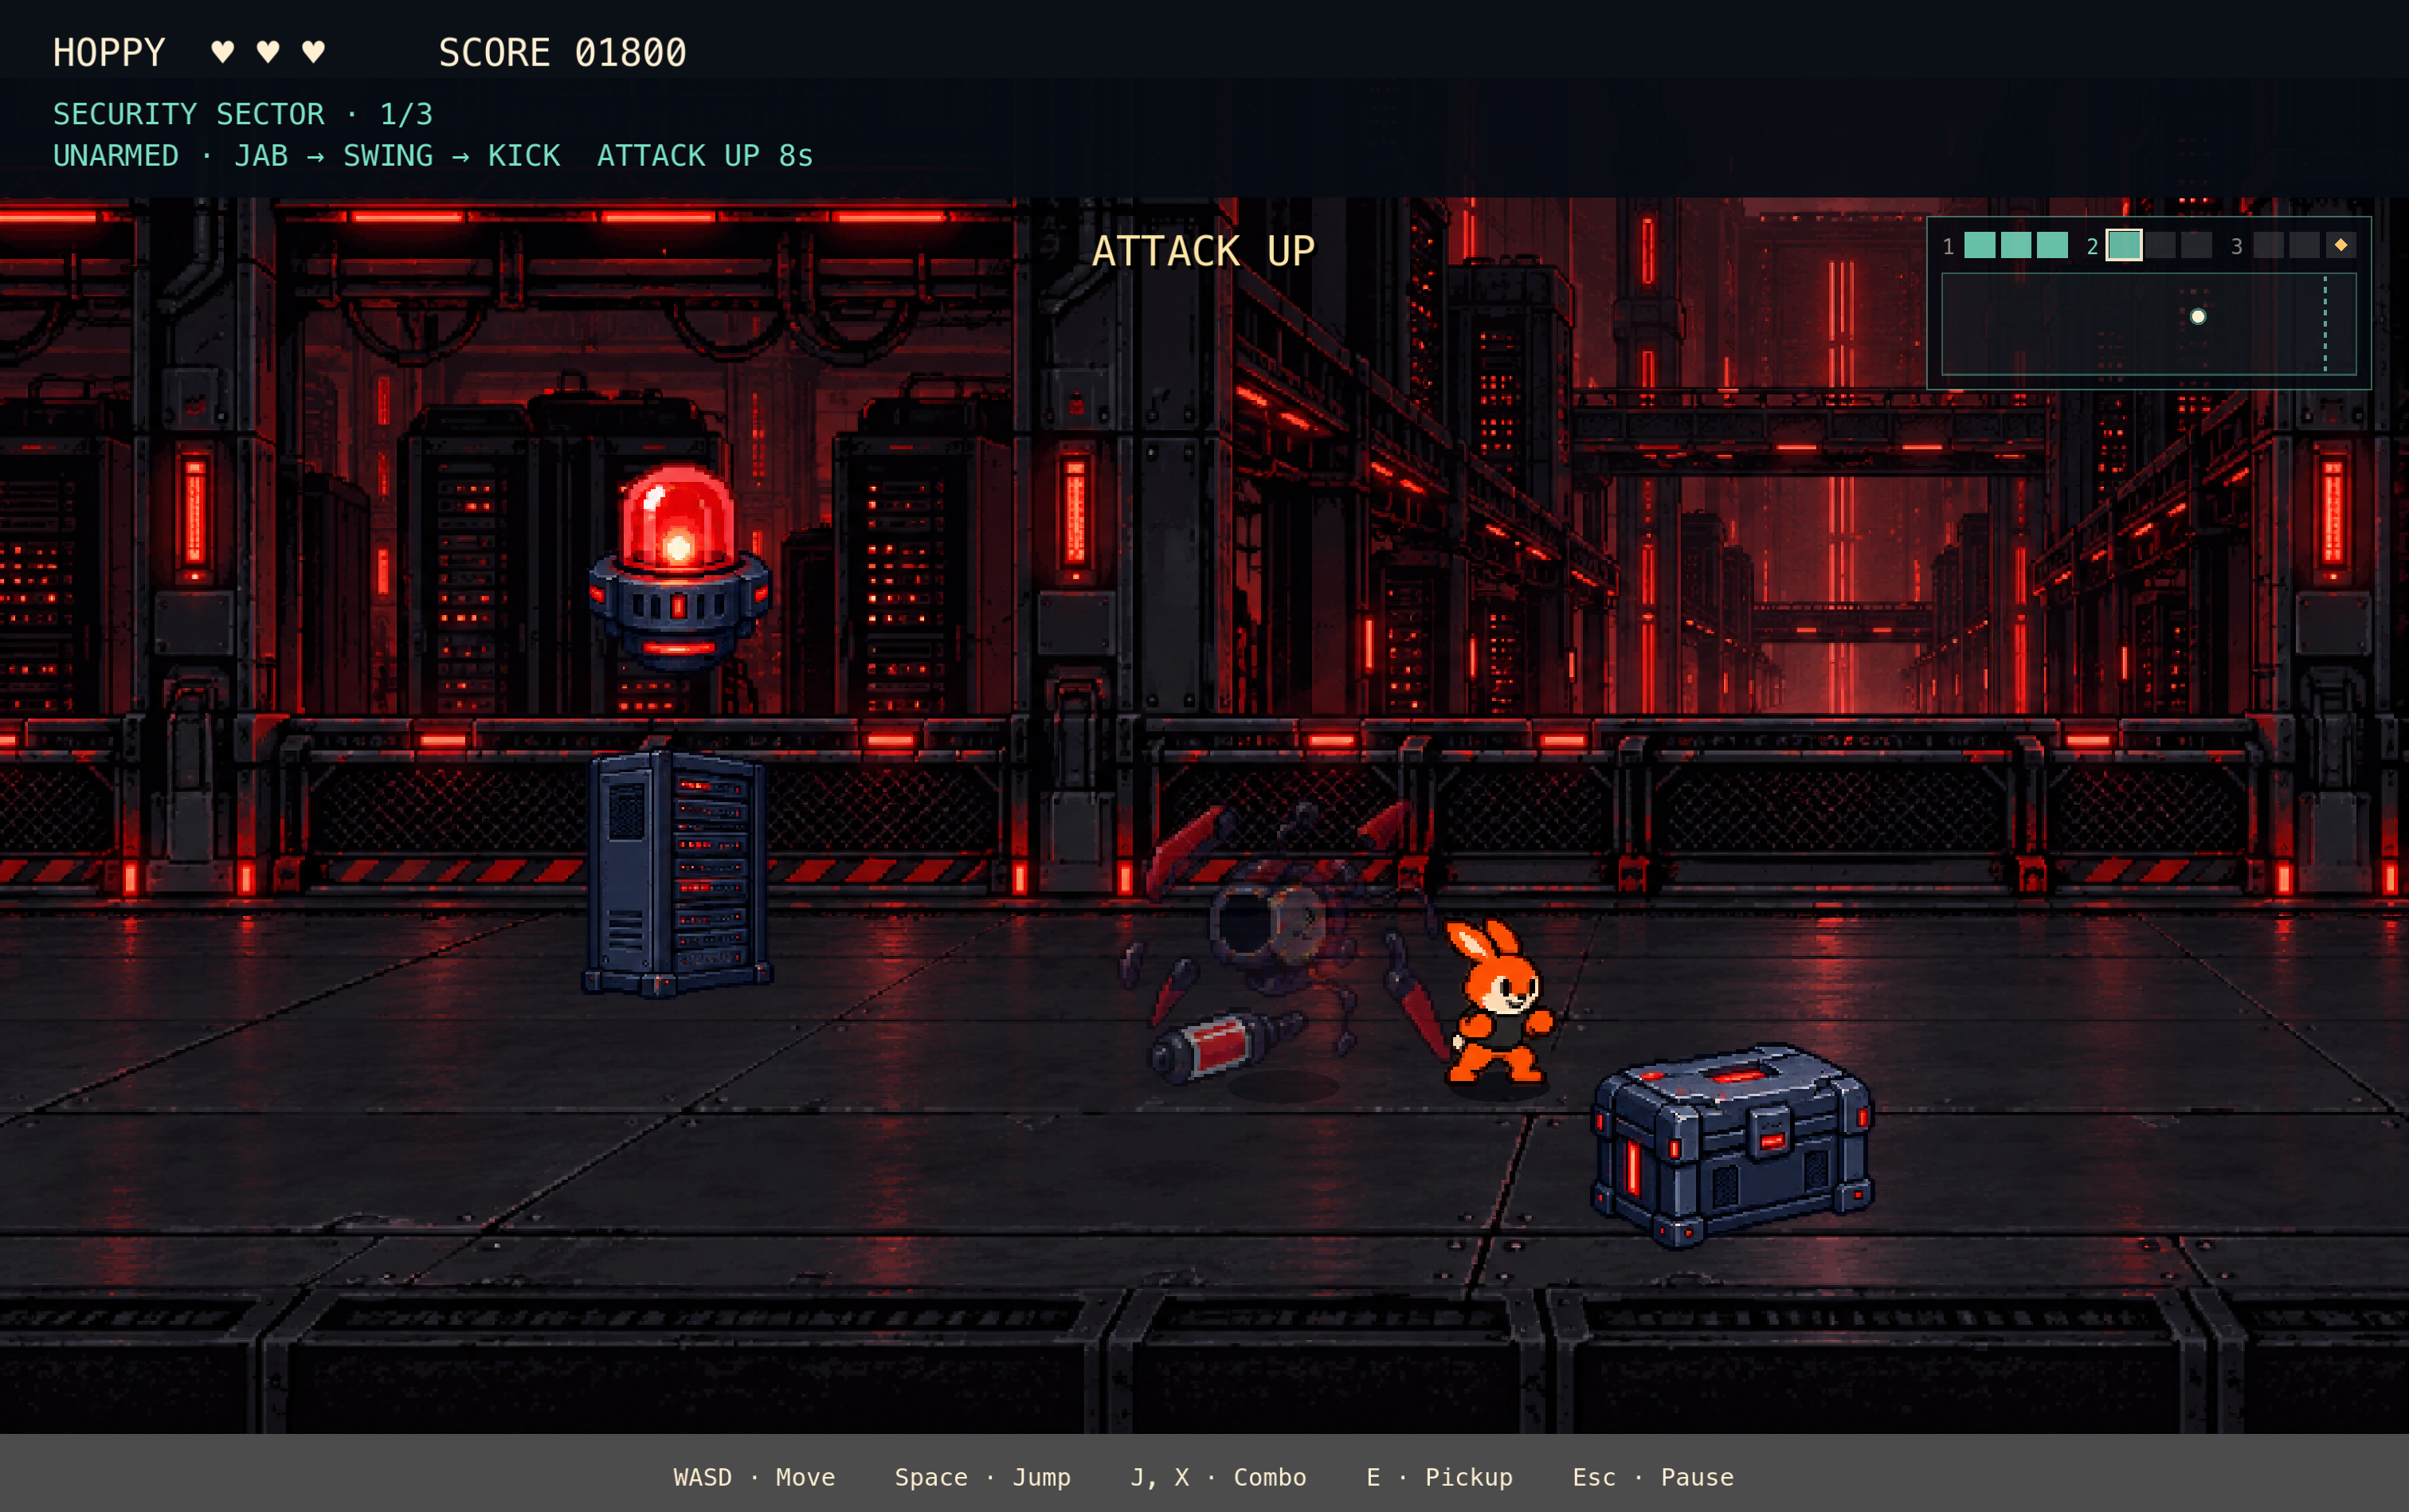 HOPPY ♥ ♥ ♥ SCORE 01800
SECURITY SECTOR · 1/3
UNARMED · JAB → SWING → KICK ATTACK UP 8s
ATTACK UP
1 2 3
WASD · Move Space · Jump J, X · Combo E · Pickup Esc · Pause